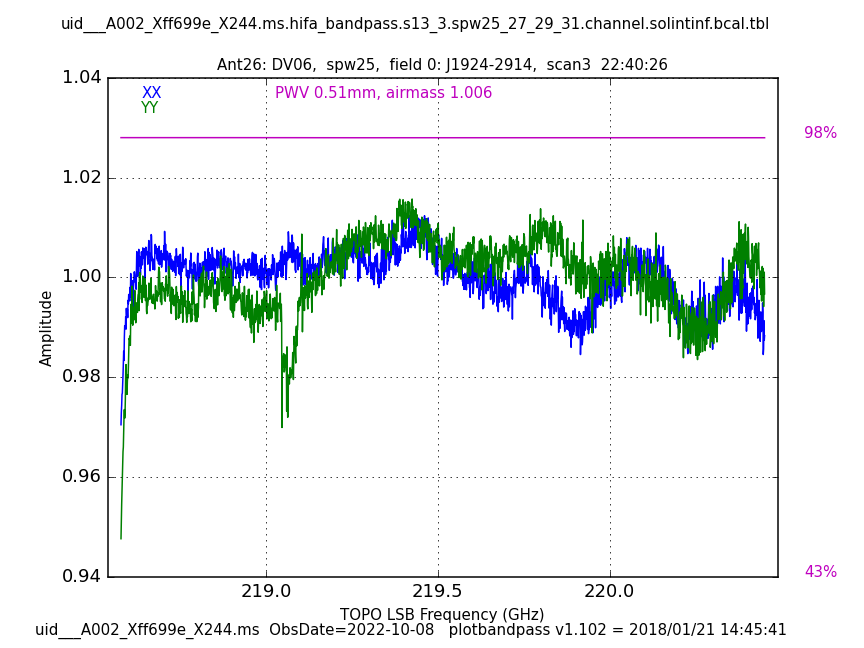 uid___A002_Xff699e_X244.ms.hifa_bandpass.s13_3.spw25_27_29_31.channel.solintinf.bcal.tbl
Ant26: DV06,  spw25,  field 0: J1924-2914,  scan3  22:40:26
1.04
XX
PWV 0.51mm, airmass 1.006
YY
98%
1.02
1.00
Amplitude
0.98
0.96
43%
0.94
219.0
219.5
220.0
TOPO LSB Frequency (GHz)
uid___A002_Xff699e_X244.ms  ObsDate=2022-10-08   plotbandpass v1.102 = 2018/01/21 14:45:41